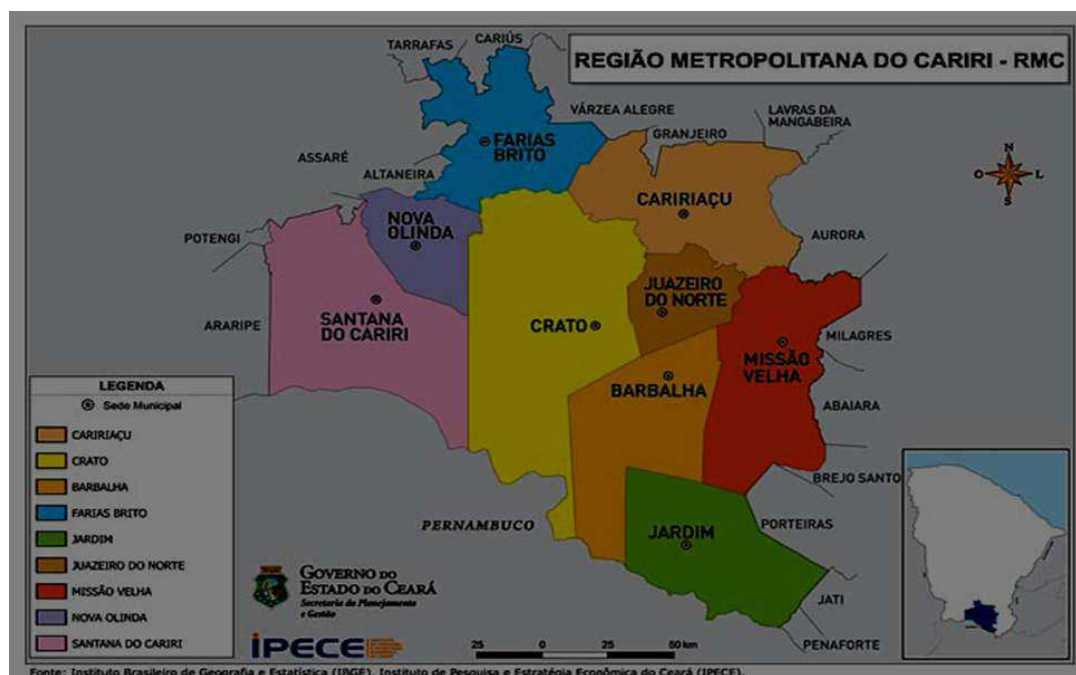 REGIÃO METROPOLITANA DO CARIRI - RMC
TARRAFAS
CARIÚS
VÁRZEA ALEGRE
LAVRAS DA
MANGABEIRA
GRANJEIRO
FARIAS
BRITO
ASSARÉ
ALTANEIRA
N
O
L
S
CARIRIAÇU
NOVA
OLINDA
POTENGI
AURORA
JUAZEIRO
DO NORTE
ARARIPE
SANTANA
DO CARIRI
CRATO
MILAGRES
MISSÃO
VELHA
BARBALHA
ABAIARA
BREJO SANTO
PERNAMBUCO
PORTEIRAS
JARDIM
JATI
PENAFORTE
LEGENDA
Sede Municipal
CARIRIAÇU
CRATO
BARBALHA
FARIAS BRITO
JARDIM
JUAZEIRO DO NORTE
MISSÃO VELHA
NOVA OLINDA
SANTANA DO CARIRI
GOVERNO DO
ESTADO DO CEARÁ
Secretaria do Planejamento
e Gestão
IPECE
25 0 25 50 km
Fonte: Instituto Brasileiro de Geografia e Estatística (IBGE), Instituto de Pesquisa e Estratégia Econômica do Ceará (IPECE).